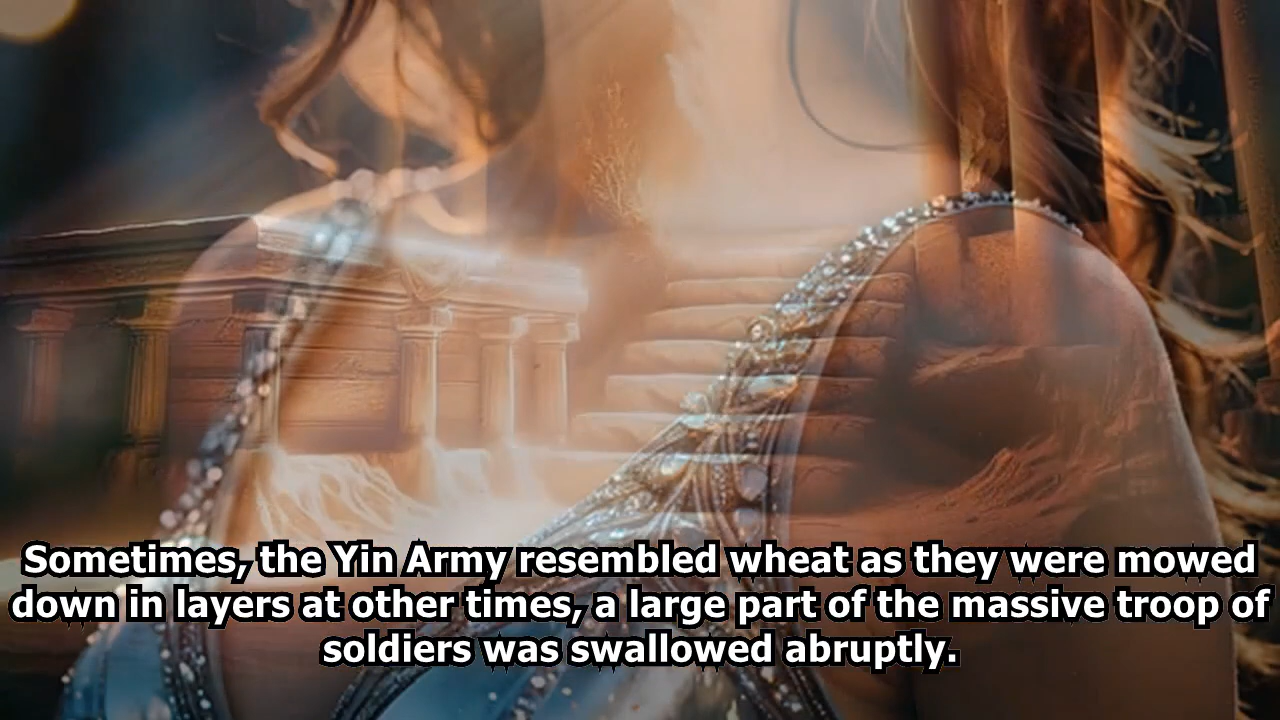 Sometimes, the Yin Army resembled wheat as they were mowed
down in layers at other times, a large part of the massive troop of
soldiers was swallowed abruptly.